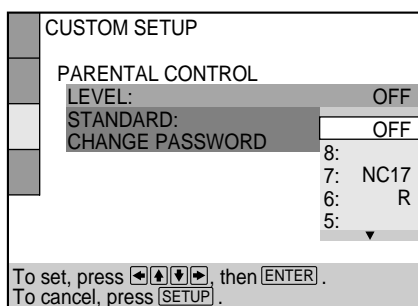 CUSTOM SETUP
PARENTAL CONTROL
LEVEL: OFF
STANDARD:
OFF
CHANGE PASSWORD
8:
7: NC17
6: R
5:
To set, press ←↑↓→, then ENTER.
To cancel, press SETUP.